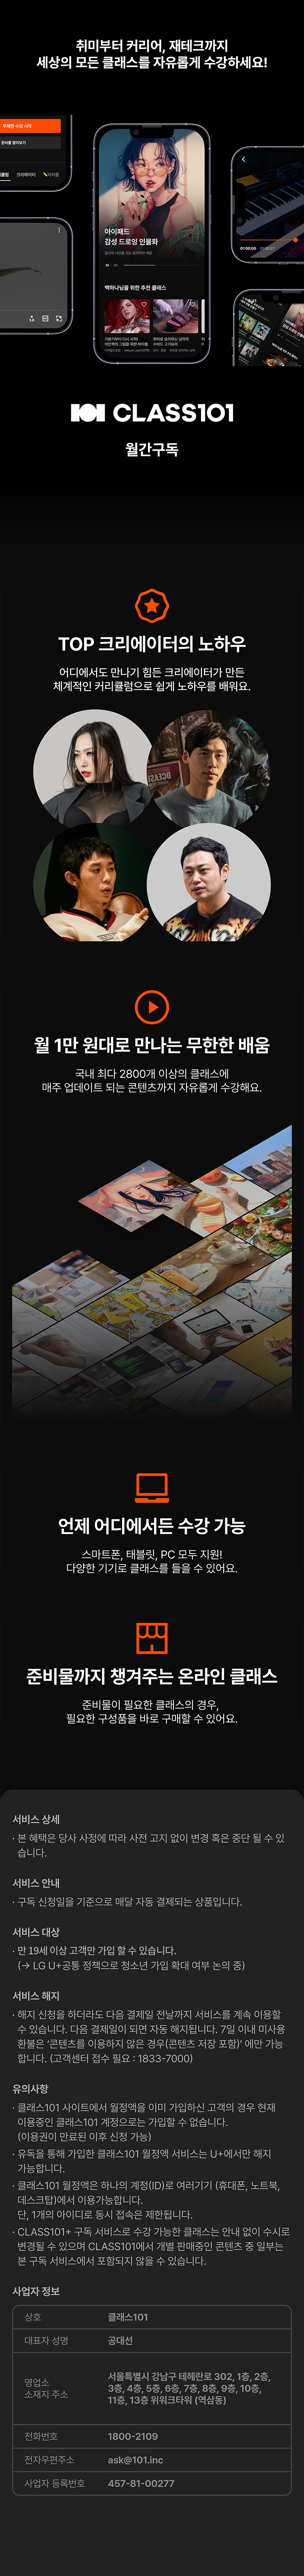 취미부터 커리어, 재테크까지
세상의 모든 클래스를 자유롭게 수강하세요!
무제한 수강 시작
준비물 알아보기
크리에이터
아이패드
감성 드로잉 인물화
01:00:00
CLASS101
월간구독
TOP 크리에이터의 노하우
어디에서도 만나기 힘든 크리에이터가 만든
체계적인 커리큘럼으로 쉽게 노하우를 배워요.
월 1만 원대로 만나는 무한한 배움
국내 최다 2800개 이상의 클래스에
매주 업데이트 되는 콘텐츠까지 자유롭게 수강해요.
언제 어디에서든 수강 가능
스마트폰, 태블릿, PC 모두 지원!
다양한 기기로 클래스를 들을 수 있어요.
준비물까지 챙겨주는 온라인 클래스
준비물이 필요한 클래스의 경우,
필요한 구성품을 바로 구매할 수 있어요.
서비스 상세
· 본 혜택은 당사 사정에 따라 사전 고지 없이 변경 혹은 중단 될 수 있
습니다.
서비스 안내
· 구독 신청일을 기준으로 매달 자동 결제되는 상품입니다.
서비스 대상
· 만 19세 이상 고객만 가입 할 수 있습니다.
(→ LG U+공통 정책으로 청소년 가입 확대 여부 논의 중)
서비스 해지
· 해지 신청을 하더라도 다음 결제일 전날까지 서비스를 계속 이용할
수 있습니다. 다음 결제일이 되면 자동 해지됩니다. 7일 이내 미사용
환불은 ‘콘텐츠를 이용하지 않은 경우(콘텐츠 저장 포함)’ 에만 가능
합니다. (고객센터 접수 필요 : 1833-7000)
유의사항
· 클래스101 사이트에서 월정액을 이미 가입하신 고객의 경우 현재
이용중인 클래스101 계정으로는 가입할 수 없습니다.
(이용권이 만료된 이후 신청 가능)
· 유독을 통해 가입한 클래스101 월정액 서비스는 U+에서만 해지
가능합니다.
· 클래스101 월정액은 하나의 계정(ID)로 여러기기 (휴대폰, 노트북,
데스크탑)에서 이용가능합니다.
단, 1개의 아이디로 동시 접속은 제한됩니다.
· CLASS101+ 구독 서비스로 수강 가능한 클래스는 안내 없이 수시로
변경될 수 있으며 CLASS101에서 개별 판매중인 콘텐츠 중 일부는
본 구독 서비스에서 포함되지 않을 수 있습니다.
사업자 정보
상호 클래스101
대표자 성명 공대선
영업소
소재지 주소
서울특별시 강남구 테헤란로 302, 1층, 2층,
3층, 4층, 5층, 6층, 7층, 8층, 9층, 10층,
11층, 13층 위워크타워 (역삼동)
전화번호 1800-2109
전자우편주소 ask@101.inc
사업자 등록번호 457-81-00277